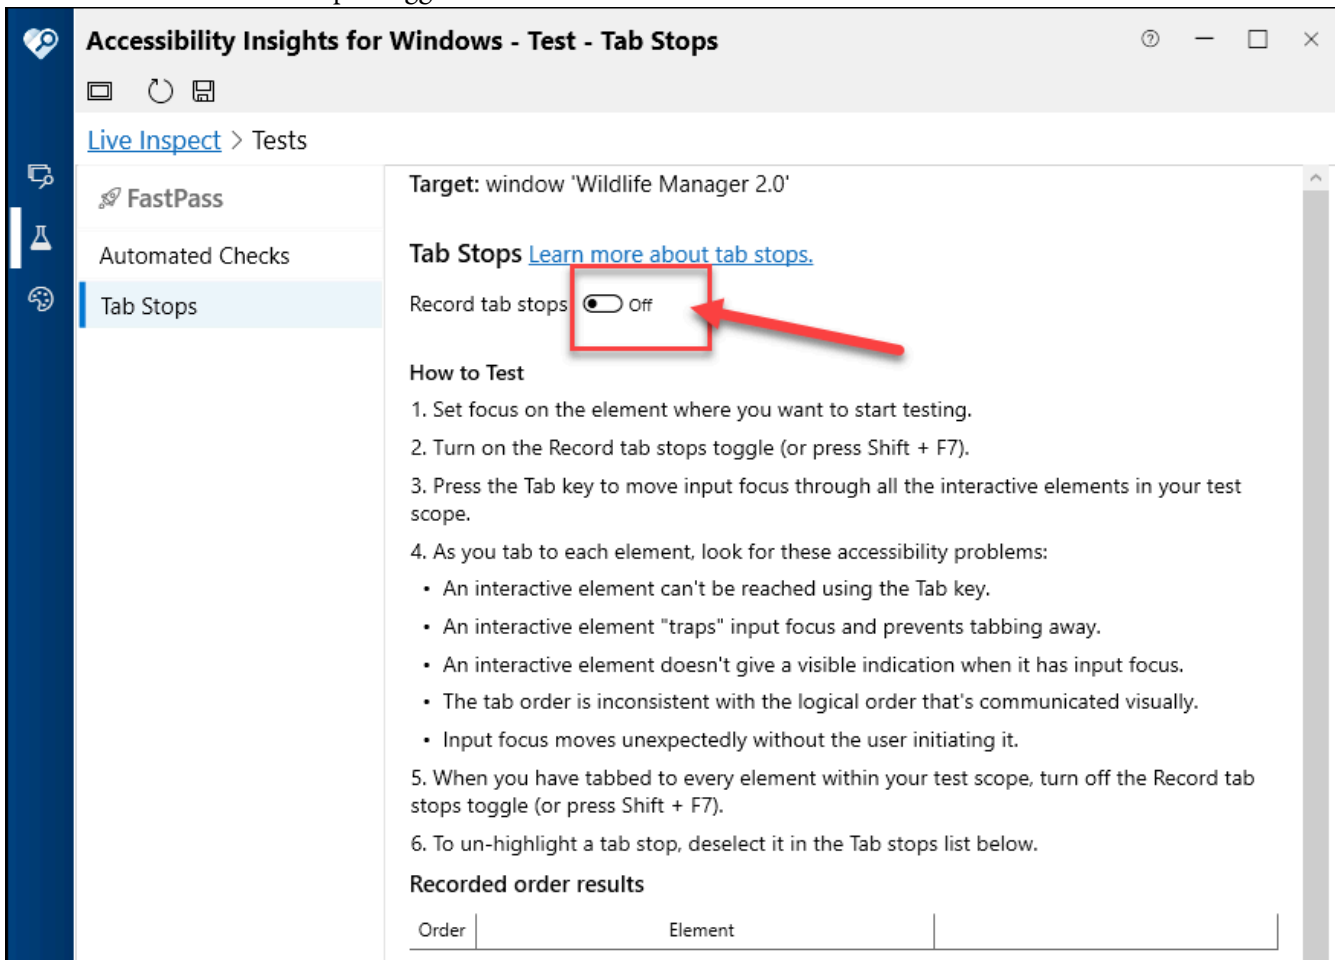 Accessibility Insights for Windows - Test - Tab Stops
Live Inspect > Tests
FastPass
Automated Checks
Tab Stops
Target: window 'Wildlife Manager 2.0'
Tab Stops Learn more about tab stops.
Record tab stops Off
How to Test
1. Set focus on the element where you want to start testing.
2. Turn on the Record tab stops toggle (or press Shift + F7).
3. Press the Tab key to move input focus through all the interactive elements in your test
scope.
4. As you tab to each element, look for these accessibility problems:
• An interactive element can't be reached using the Tab key.
• An interactive element "traps" input focus and prevents tabbing away.
• An interactive element doesn't give a visible indication when it has input focus.
• The tab order is inconsistent with the logical order that's communicated visually.
• Input focus moves unexpectedly without the user initiating it.
5. When you have tabbed to every element within your test scope, turn off the Record tab
stops toggle (or press Shift + F7).
6. To un-highlight a tab stop, deselect it in the Tab stops list below.
Recorded order results
Order Element